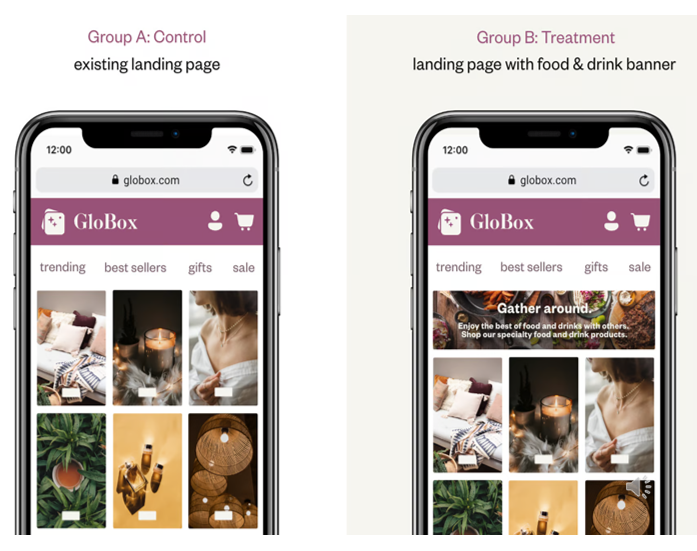 Group A: Control
existing landing page
12:00
globox.com
GloBox
trending best sellers gifts sale
Group B: Treatment
landing page with food & drink banner
12:00
globox.com
GloBox
trending best sellers gifts sale
Gather around.
Enjoy the best of food and drinks with others.
Shop our specialty food and drink products.